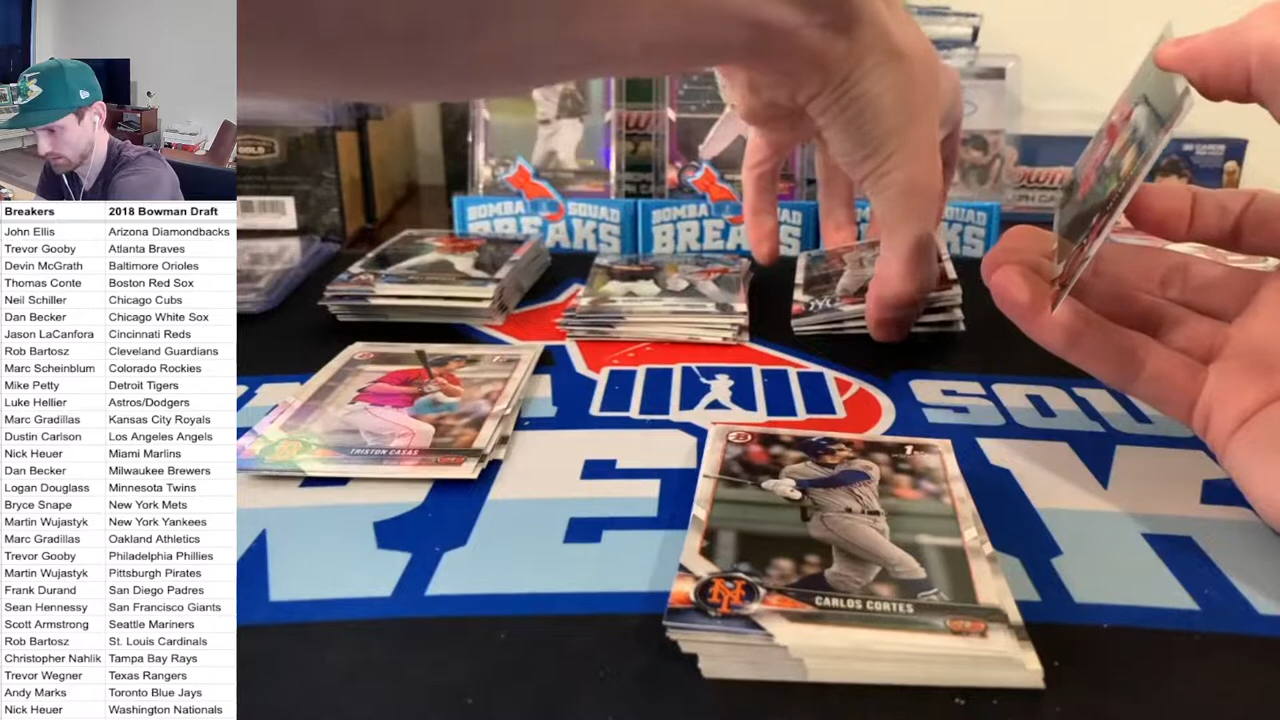 Breakers 2018 Bowman Draft
John Ellis Arizona Diamondbacks
Trevor Gooby Atlanta Braves
Devin McGrath Baltimore Orioles
Thomas Conte Boston Red Sox
Neil Schiller Chicago Cubs
Dan Becker Chicago White Sox
Jason LaCanfora Cincinnati Reds
Rob Bartosz Cleveland Guardians
Marc Scheinblum Colorado Rockies
Mike Petty Detroit Tigers
Luke Hellier Astros/Dodgers
Marc Gradillas Kansas City Royals
Dustin Carlson Los Angeles Angels
Nick Heuer Miami Marlins
Dan Becker Milwaukee Brewers
Logan Douglass Minnesota Twins
Bryce Snape New York Mets
Martin Wujastyk New York Yankees
Marc Gradillas Oakland Athletics
Trevor Gooby Philadelphia Phillies
Martin Wujastyk Pittsburgh Pirates
Frank Durand San Diego Padres
Sean Hennessy San Francisco Giants
Scott Armstrong Seattle Mariners
Rob Bartosz St. Louis Cardinals
Christopher Nahlik Tampa Bay Rays
Trevor Wegner Texas Rangers
Andy Marks Toronto Blue Jays
Nick Heuer Washington Nationals
GOLD
BOMBA SQUAD
BREAKS
BOMBA SQUAD
BREAKS
TRISTON CASAS
SQU
B
1st
NY
CARLOS CORTES